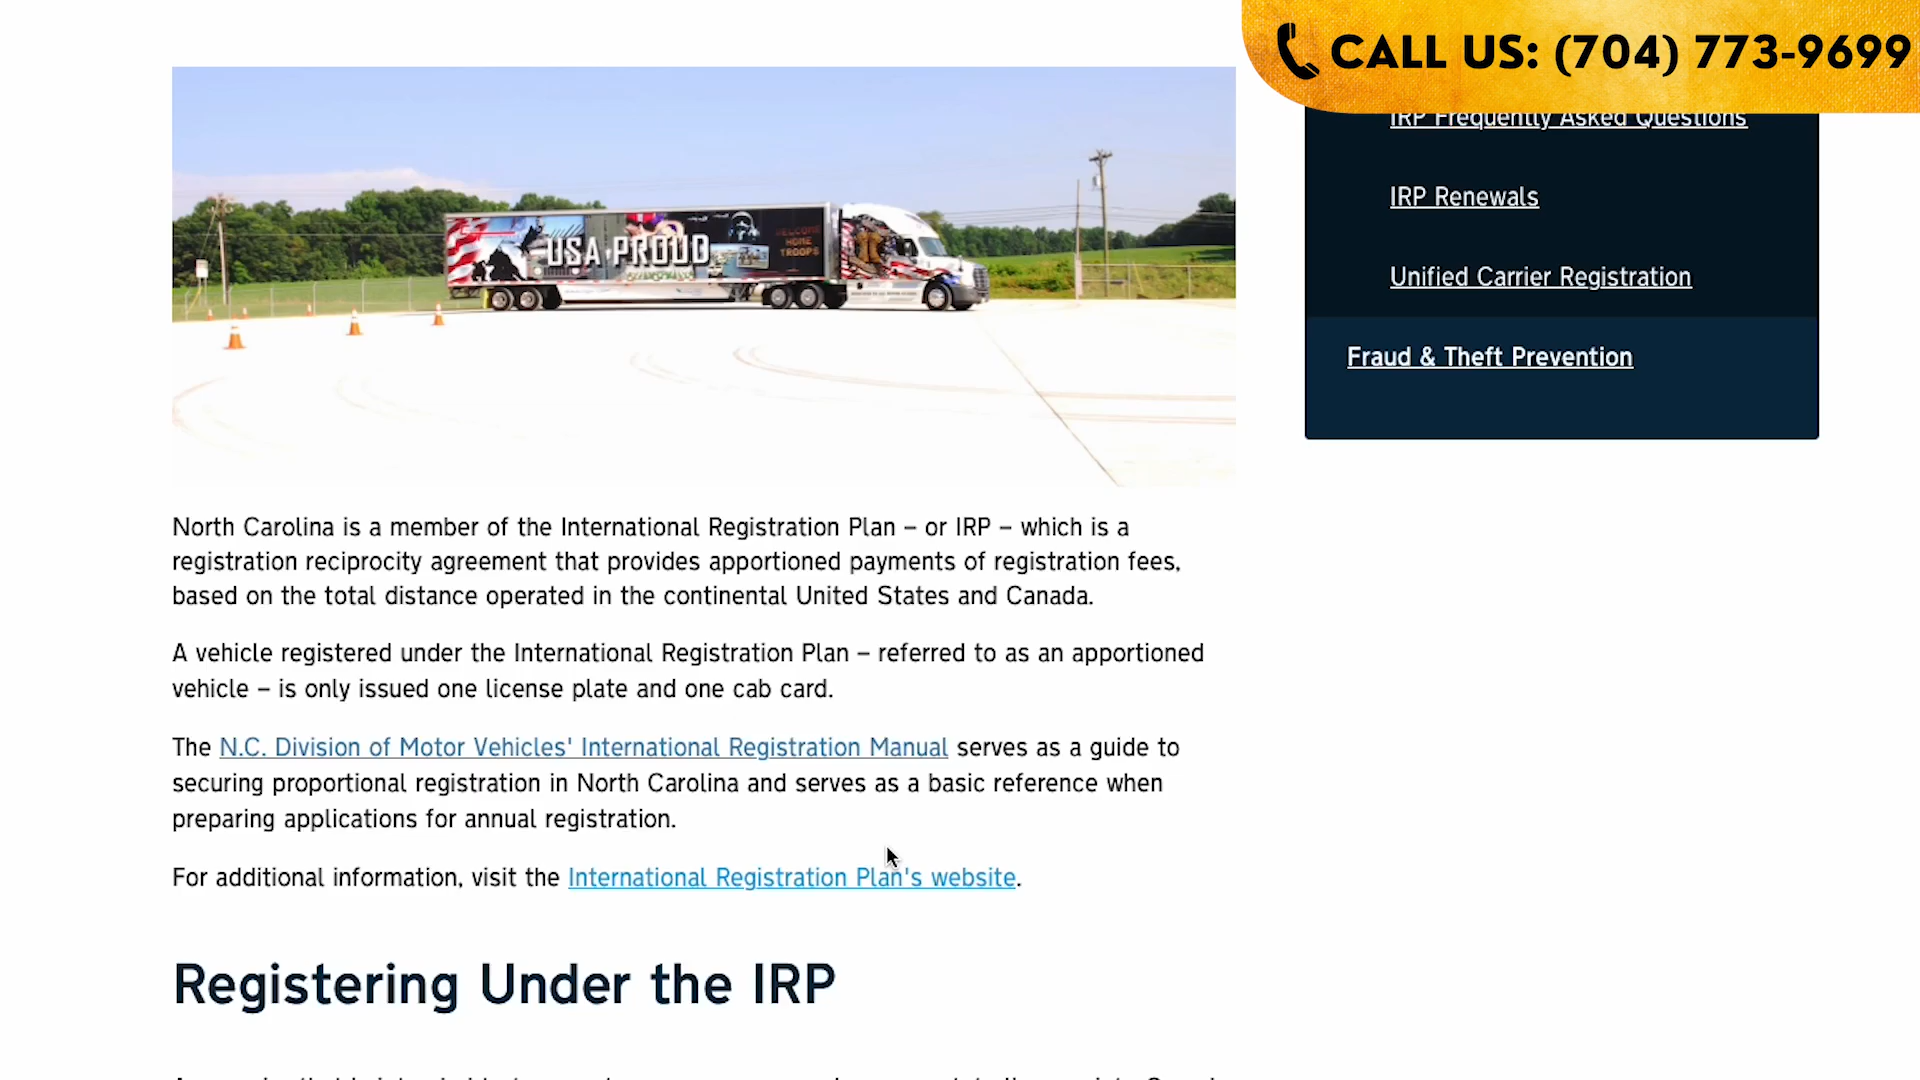 CALL US: (704) 773-9699
IRP Frequently Asked Questions
IRP Renewals
Unified Carrier Registration
Fraud & Theft Prevention
USA PROUD
WELCOME
HOME
TROOPS
North Carolina is a member of the International Registration Plan – or IRP – which is a
registration reciprocity agreement that provides apportioned payments of registration fees,
based on the total distance operated in the continental United States and Canada.
A vehicle registered under the International Registration Plan – referred to as an apportioned
vehicle – is only issued one license plate and one cab card.
The N.C. Division of Motor Vehicles' International Registration Manual serves as a guide to
securing proportional registration in North Carolina and serves as a basic reference when
preparing applications for annual registration.
For additional information, visit the International Registration Plan's website.
Registering Under the IRP